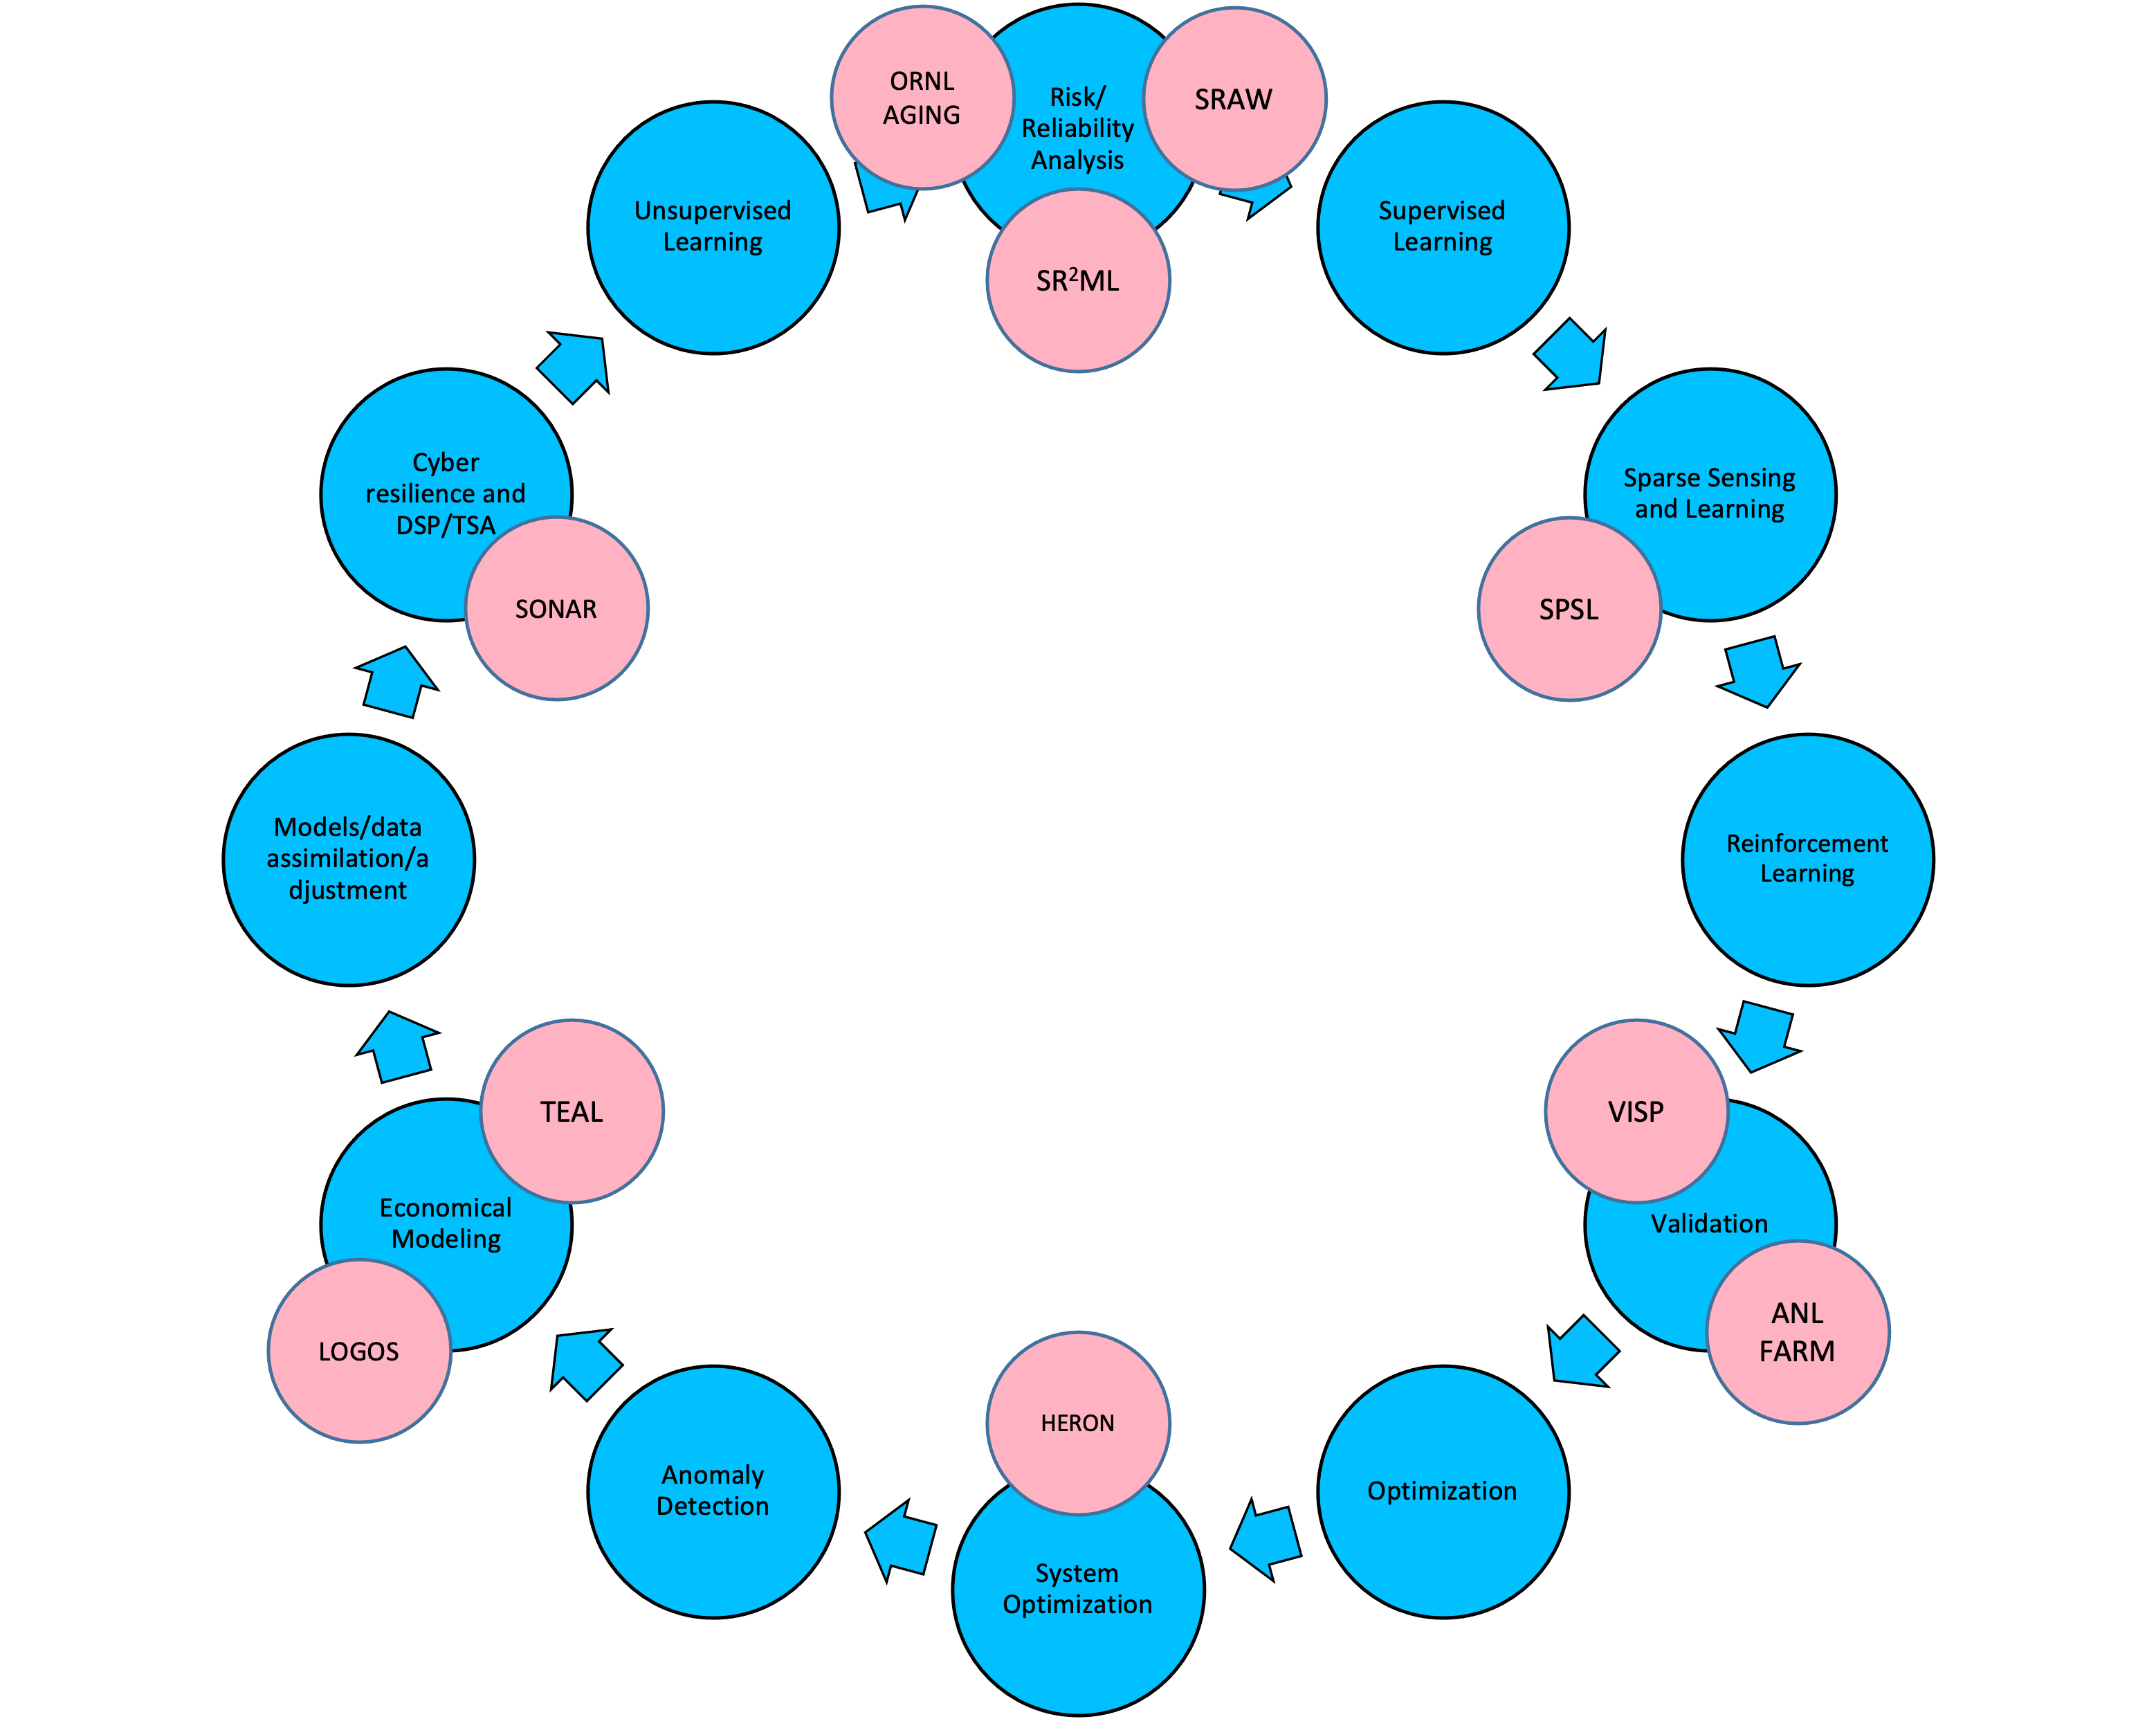 ORNL
AGING
Risk/
Reliability
Analysis
SRAW
SR²ML
Supervised
Learning
Sparse Sensing
and Learning
SPSL
Reinforcement
Learning
VISP
Validation
ANL
FARM
Optimization
HERON
System
Optimization
Anomaly
Detection
TEAL
Economical
Modeling
LOGOS
Models/data
assimilation/a
djustment
Cyber
resilience and
DSP/TSA
SONAR
Unsupervised
Learning